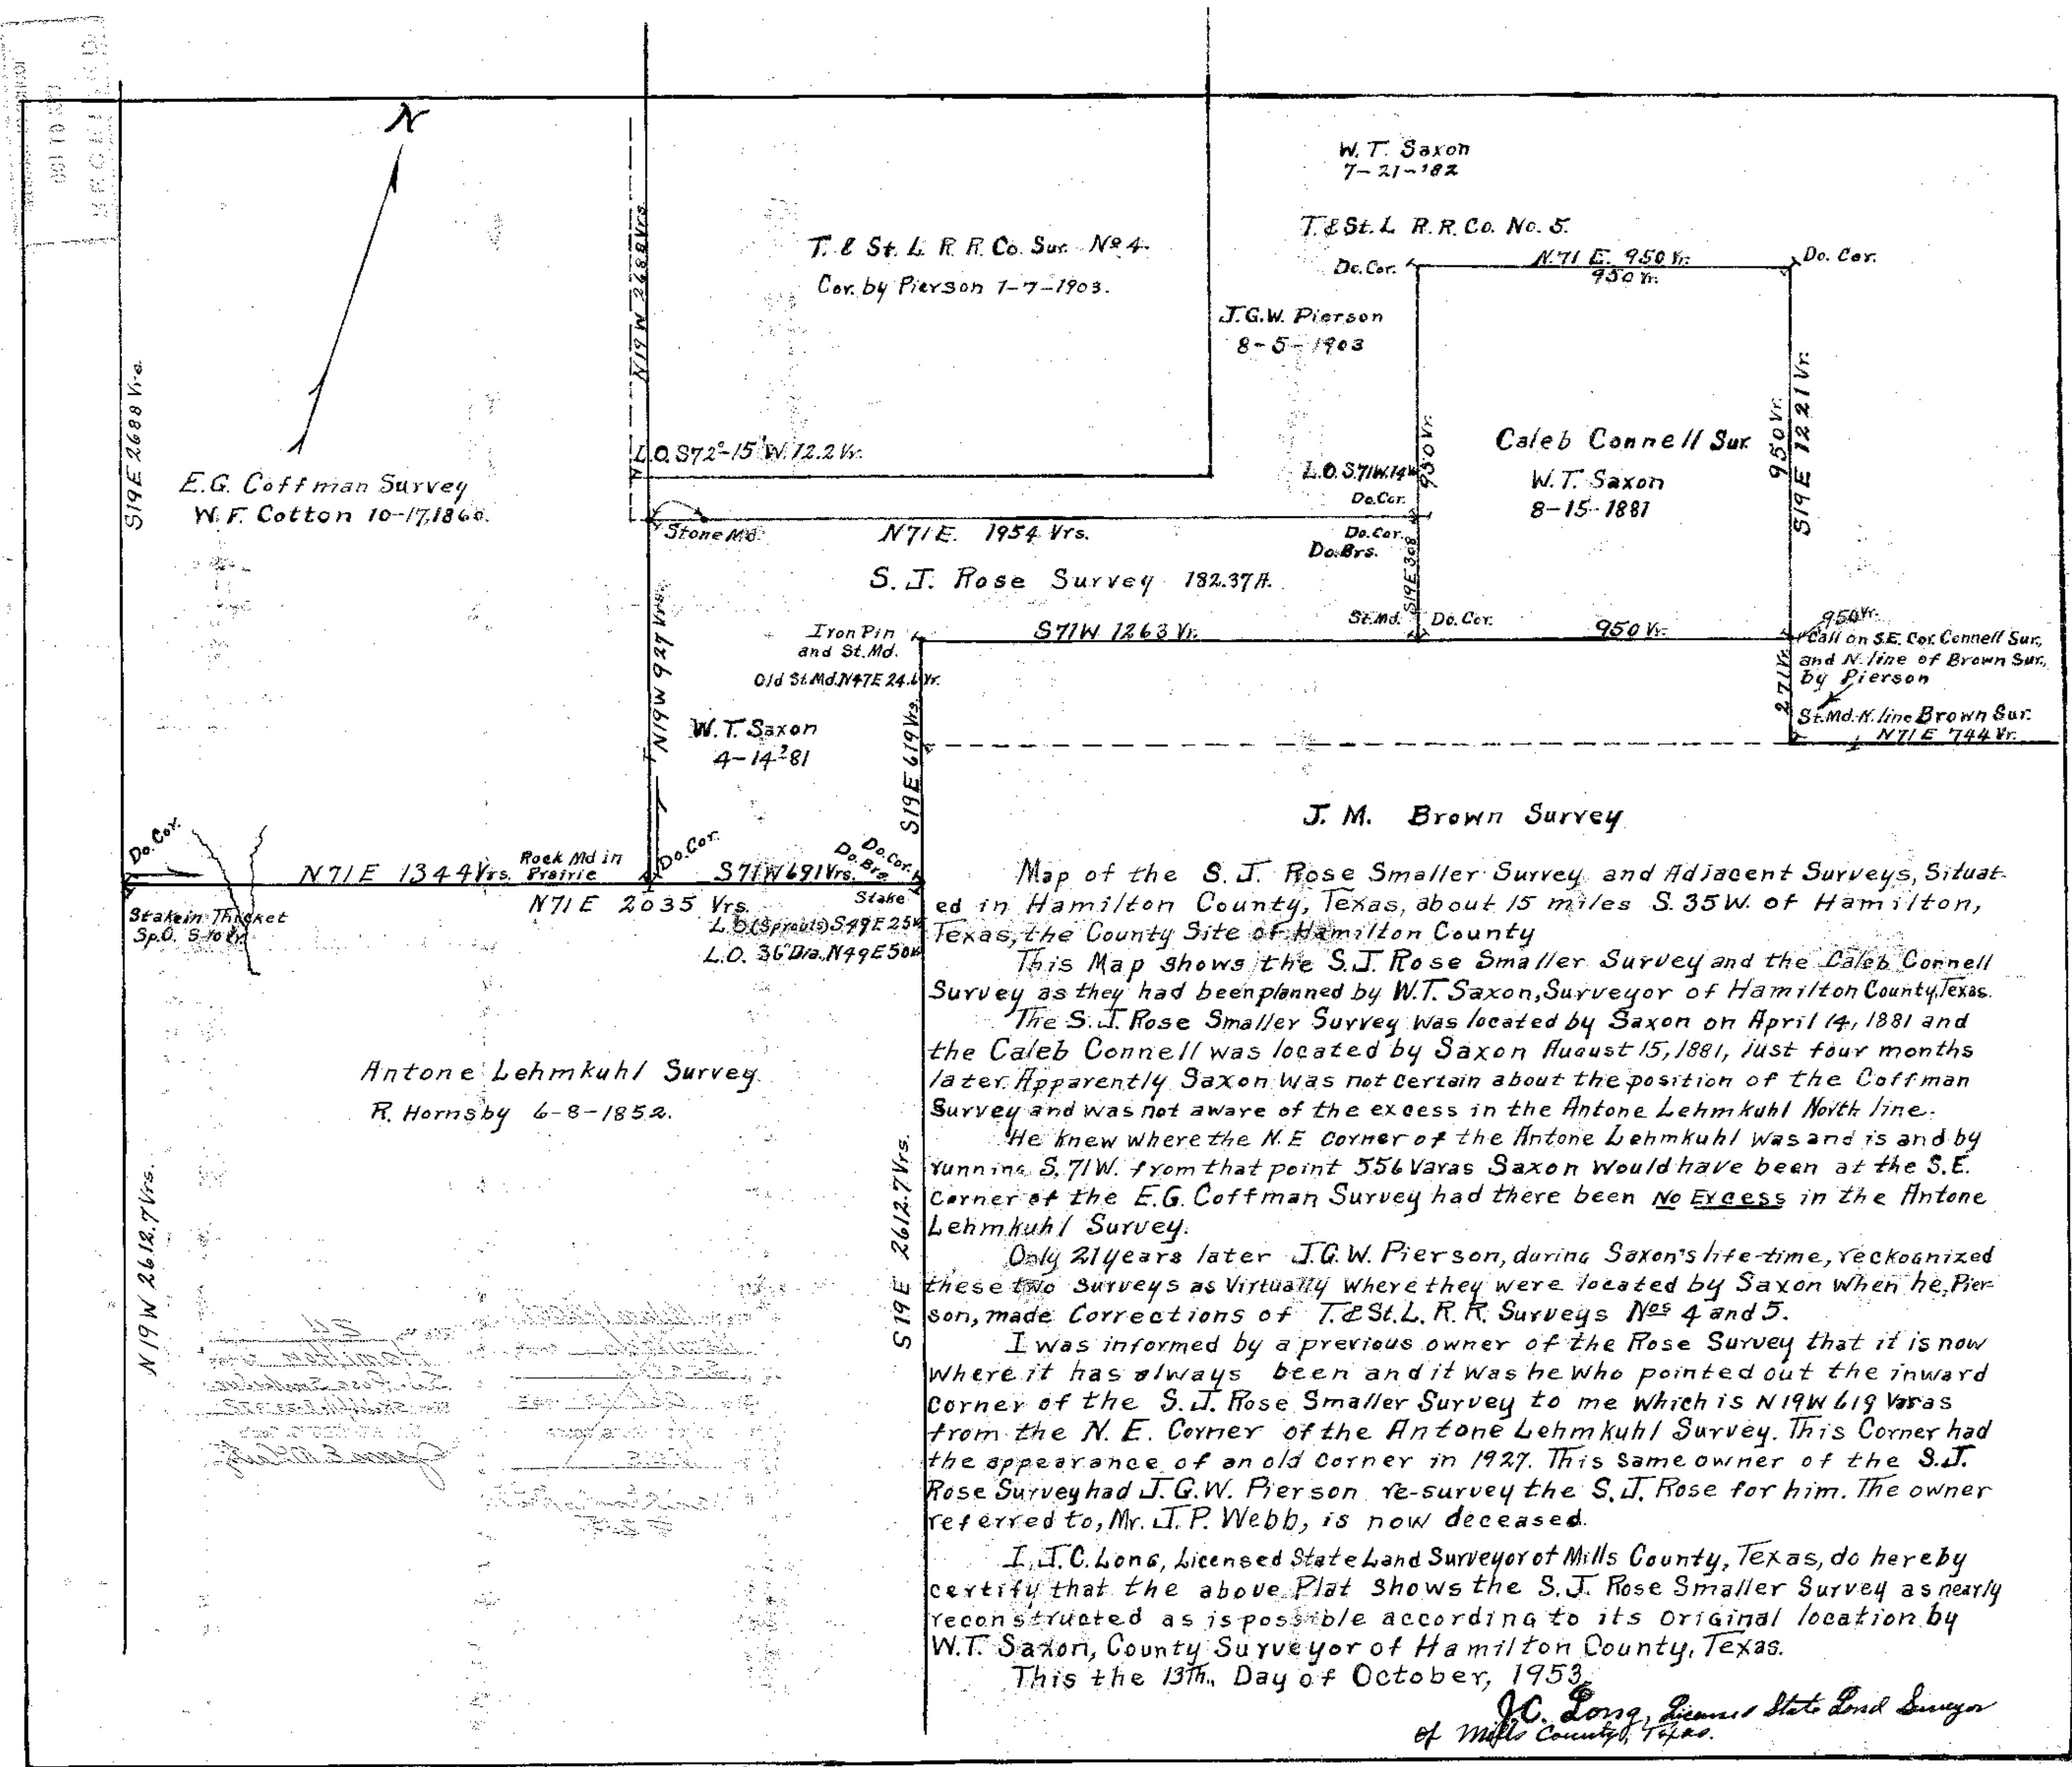 N
W. T. Saxon
7-21-'82
T. & St. L R. R. Co. No. 5.
T. & St. L R. R. Co. Sur. No 4.
Cor. by Pierson 1-7-1903.
N19W 2688 Vrs.
Do. Cor.
N.71 E. 950 Vr.
950 Vr.
Do. Cor.
J.G.W. Pierson
8-5-1903
S19E 2688 Vrs.
950 Vr.
Caleb Connell Sur.
W.T. Saxon
8-15-1881
950 Vr.
S19E 1221 Vr.
E.G. Coffman Survey
W. F. Cotton 10-17,1860.
L.O. S72°-15' W. 12.2 Vr.
L.O. S71W.14
Do. Cor.
Stone Md.
N71E. 1954 Vrs.
Do. Cor.
Do. Brs.
S19E 308
S. J. Rose Survey 182.37A.
Iron Pin
and St. Md.
Old St. Md. N47E 24.6 Vr.
S71W 1263 Vr.
St. Md.
Do. Cor.
950 Vr.
950 Vr.
Call on S.E. Cor. Connell Sur.,
and N. line of Brown Sur.,
by Pierson
271 Vr.
St. Md. N. line Brown Sur.
N71E 744 Vr.
N19W 927 Vrs.
W. T. Saxon
4-14-'81
S19E 619 Vrs.
J. M. Brown Survey
Do. Cor.
N71E 1344 Vrs.
Rock Md in
Prairie
Do. Cor.
S71W 691 Vrs.
Do. Cor.
Do. Brs.
Stake
Stake in Thicket
Sp.O.
N71E 2035 Vrs.
L.O. (Sprouts) S49E 25
L.O. 36" Dia. N49E 50
Antone Lehmkuhl Survey
R. Hornsby 6-8-1852.
N19W 2612.7 Vrs.
S19E 2612.7 Vrs.
Map of the S. J. Rose Smaller Survey and Adjacent Surveys, Situat-
ed in Hamilton County, Texas, about 15 miles S. 35 W. of Hamilton,
Texas, the County Site of Hamilton County
This Map shows the S.J. Rose Smaller Survey and the Caleb Connell
Survey as they had been planned by W.T. Saxon, Surveyor of Hamilton County, Texas.
The S. J. Rose Smaller Survey was located by Saxon on April 14, 1881 and
the Caleb Connell was located by Saxon August 15, 1881, Just four months
later. Apparently Saxon was not certain about the position of the Coffman
Survey and was not aware of the excess in the Antone Lehmkuhl North line.
He knew where the N.E Corner of the Antone Lehmkuhl was and is and by
running S. 71W. from that point 556 Varas Saxon would have been at the S.E.
Corner of the E.G. Coffman Survey had there been No Excess in the Antone
Lehmkuhl Survey.
Only 21 years later J.G.W. Pierson, during Saxon's life-time, reckognized
these two Surveys as Virtually where they were located by Saxon when he, Pier-
son, made Corrections of T. & St. L. R. R. Surveys Nos 4 and 5.
I was informed by a previous owner of the Rose Survey that it is now
where it has always been and it was he who pointed out the inward
Corner of the S. J. Rose Smaller Survey to me which is N19W 619 Varas
from the N. E. Corner of the Antone Lehmkuhl Survey. This Corner had
the appearance of an old Corner in 1927. This same owner of the S.J.
Rose Survey had J. G. W. Pierson re-survey the S. J. Rose for him. The owner
referred to, Mr. J. P. Webb, is now deceased.
I, J.C. Long, Licensed State Land Surveyor of Mills County, Texas, do hereby
certify that the above Plat shows the S. J. Rose Smaller Survey as nearly
reconstructed as is possible according to its original location by
W.T. Saxon, County Surveyor of Hamilton County, Texas.
This the 13Th., Day of October, 1953.
J.C. Long, Licensed State Land Surveyor
of Mills County, Texas.